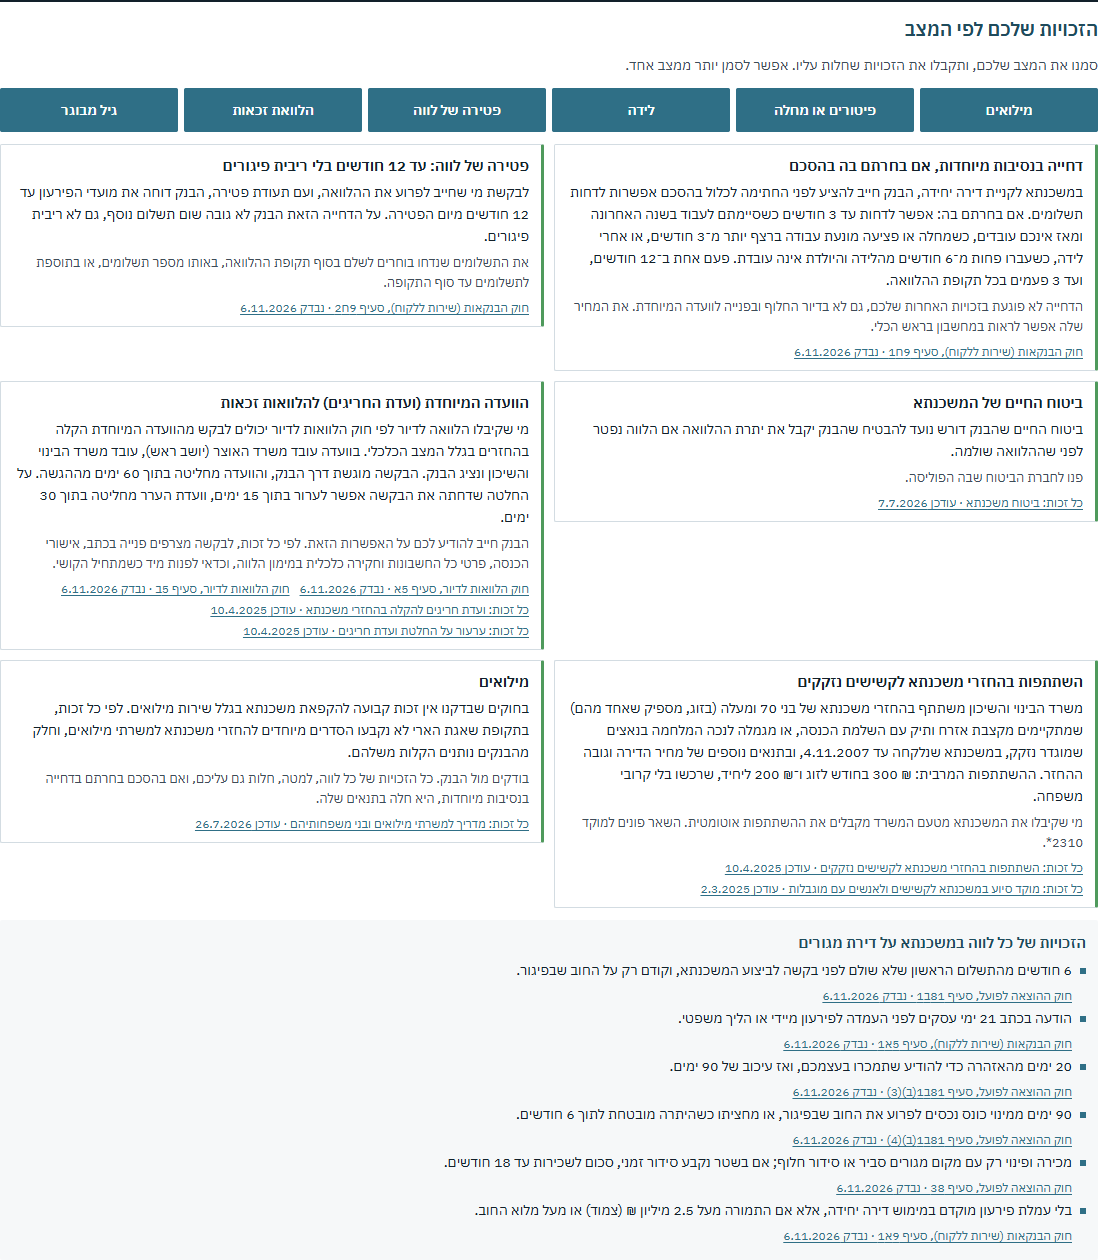 הזכויות שלכם לפי המצב
סמנו את המצב שלכם, ותקבלו את הזכויות שחלות עליו. אפשר לסמן יותר ממצב אחד.
מילואים
פיטורים או מחלה
לידה
פטירה של לווה
הלוואת זכאות
גיל מבוגר
דחייה בנסיבות מיוחדות, אם בחרתם בה בהסכם
במשכנתא לקניית דירה יחידה, הבנק חייב להציע לפני החתימה לכלול בהסכם אפשרות לדחות
תשלומים. אם בחרתם בה: אפשר לדחות עד 3 חודשים כשסיימתם לעבוד בשנה האחרונה
ומאז אינכם עובדים, כשמחלה או פציעה מונעת עבודה ברצף יותר מ־3 חודשים, או אחרי
לידה, כשעברו פחות מ־6 חודשים מהלידה והיולדת אינה עובדת. פעם אחת ב־12 חודשים,
ועד 3 פעמים בכל תקופת ההלוואה.
הדחייה לא פוגעת בזכויות האחרות שלכם, גם לא בדיור החלוף ובפנייה לוועדה המיוחדת. את המחיר
שלה אפשר לראות במחשבון בראש הכלי.
חוק הבנקאות (שירות ללקוח), סעיף 9ח1 · נבדק 6.11.2026
פטירה של לווה: עד 12 חודשים בלי ריבית פיגורים
לבקשת מי שחייב לפרוע את ההלוואה, ועם תעודת פטירה, הבנק דוחה את מועדי הפירעון עד
12 חודשים מיום הפטירה. על הדחייה הזאת הבנק לא גובה שום תשלום נוסף, גם לא ריבית
פיגורים.
את התשלומים שנדחו בוחרים לשלם בסוף תקופת ההלוואה, באותו מספר תשלומים, או בתוספת
לתשלומים עד סוף התקופה.
חוק הבנקאות (שירות ללקוח), סעיף 9ח2 · נבדק 6.11.2026
ביטוח החיים של המשכנתא
ביטוח החיים שהבנק דורש נועד להבטיח שהבנק יקבל את יתרת ההלוואה אם הלווה נפטר
לפני שההלוואה שולמה.
פנו לחברת הביטוח שבה הפוליסה.
כל זכות: ביטוח משכנתא · עודכן 7.7.2026
הוועדה המיוחדת (ועדת החריגים) להלוואות זכאות
מי שקיבלו הלוואה לדיור לפי חוק הלוואות לדיור יכולים לבקש מהוועדה המיוחדת הקלה
בהחזרים בגלל המצב הכלכלי. בוועדה עובד משרד האוצר (יושב ראש), עובד משרד הבינוי
והשיכון ונציג הבנק. הבקשה מוגשת דרך הבנק, והוועדה מחליטה בתוך 60 ימים מההגשה. על
החלטה שדחתה את הבקשה אפשר לערור בתוך 15 ימים, וועדת הערר מחליטה בתוך 30
ימים.
הבנק חייב להודיע לכם על האפשרות הזאת. לפי כל זכות, לבקשה מצרפים פנייה בכתב, אישורי
הכנסה, פרטי כל החשבונות וחקירה כלכלית במימון הלווה, וכדאי לפנות מיד כשמתחיל הקושי.
חוק הלוואות לדיור, סעיף 5א · נבדק 6.11.2026 חוק הלוואות לדיור, סעיף 5ב · נבדק 6.11.2026
כל זכות: ועדת חריגים להקלה בהחזרי משכנתא · עודכן 10.4.2025
כל זכות: ערעור על החלטת ועדת חריגים · עודכן 10.4.2025
השתתפות בהחזרי משכנתא לקשישים נזקקים
משרד הבינוי והשיכון משתתף בהחזרי משכנתא של בני 70 ומעלה (בזוג, מספיק שאחד מהם)
שמתקיימים מקצבת אזרח ותיק עם השלמת הכנסה, או מגמלה לנכה המלחמה בנאצים
שמוגדר נזקק, במשכנתא שנלקחה עד 4.11.2007, ובתנאים נוספים של מחיר הדירה וגובה
ההחזר. ההשתתפות המרבית: ₪ 300 בחודש לזוג ו־₪ 200 ליחיד, שרכשו בלי קרובי
משפחה.
מי שקיבלו את המשכנתא מטעם המשרד מקבלים את ההשתתפות אוטומטית. השאר פונים למוקד
2310*.
כל זכות: השתתפות בהחזרי משכנתא לקשישים נזקקים · עודכן 10.4.2025
כל זכות: מוקד סיוע במשכנתא לקשישים ולאנשים עם מוגבלות · עודכן 2.3.2025
מילואים
בחוקים שבדקנו אין זכות קבועה להקפאת משכנתא בגלל שירות מילואים. לפי כל זכות,
בתקופת שאגת הארי לא נקבעו הסדרים מיוחדים להחזרי משכנתא למשרתי מילואים, וחלק
מהבנקים נותנים הקלות משלהם.
בודקים מול הבנק. כל הזכויות של כל לווה, למטה, חלות גם עליכם, ואם בהסכם בחרתם בדחייה
בנסיבות מיוחדות, היא חלה בתנאים שלה.
כל זכות: מדריך למשרתי מילואים ובני משפחותיהם · עודכן 26.7.2026
הזכויות של כל לווה במשכנתא על דירת מגורים
6 חודשים מהתשלום הראשון שלא שולם לפני בקשה לביצוע המשכנתא, וקודם רק על החוב שבפיגור.
חוק ההוצאה לפועל, סעיף 81ב1 · נבדק 6.11.2026
הודעה בכתב 21 ימי עסקים לפני העמדה לפירעון מיידי או הליך משפטי.
חוק הבנקאות (שירות ללקוח), סעיף 5א1 · נבדק 6.11.2026
20 ימים מהאזהרה כדי להודיע שתמכרו בעצמכם, ואז עיכוב של 90 ימים.
חוק ההוצאה לפועל, סעיף 81ב1(ב)(3) · נבדק 6.11.2026
90 ימים ממינוי כונס נכסים לפרוע את החוב שבפיגור, או מחציתו כשהיתרה מובטחת לתוך 6 חודשים.
חוק ההוצאה לפועל, סעיף 81ב1(ב)(4) · נבדק 6.11.2026
מכירה ופינוי רק עם מקום מגורים סביר או סידור חלוף; אם בשטר נקבע סידור זמני, סכום לשכירות עד 18 חודשים.
חוק ההוצאה לפועל, סעיף 38 · נבדק 6.11.2026
בלי עמלת פירעון מוקדם במימוש דירה יחידה, אלא אם התמורה מעל 2.5 מיליון ₪ (צמוד) או מעל מלוא החוב.
חוק הבנקאות (שירות ללקוח), סעיף 9א1 · נבדק 6.11.2026